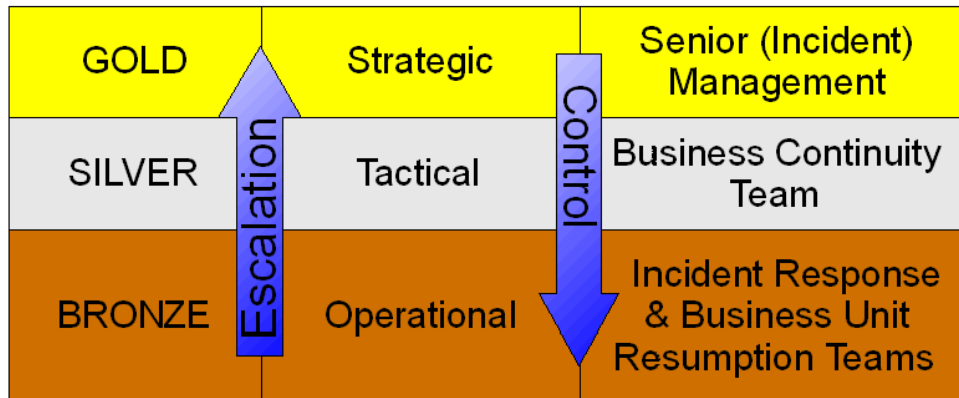 GOLD
Strategic
Senior (Incident)
Management
SILVER
Tactical
Business Continuity
Team
BRONZE
Operational
Incident Response
& Business Unit
Resumption Teams
Escalation
Control